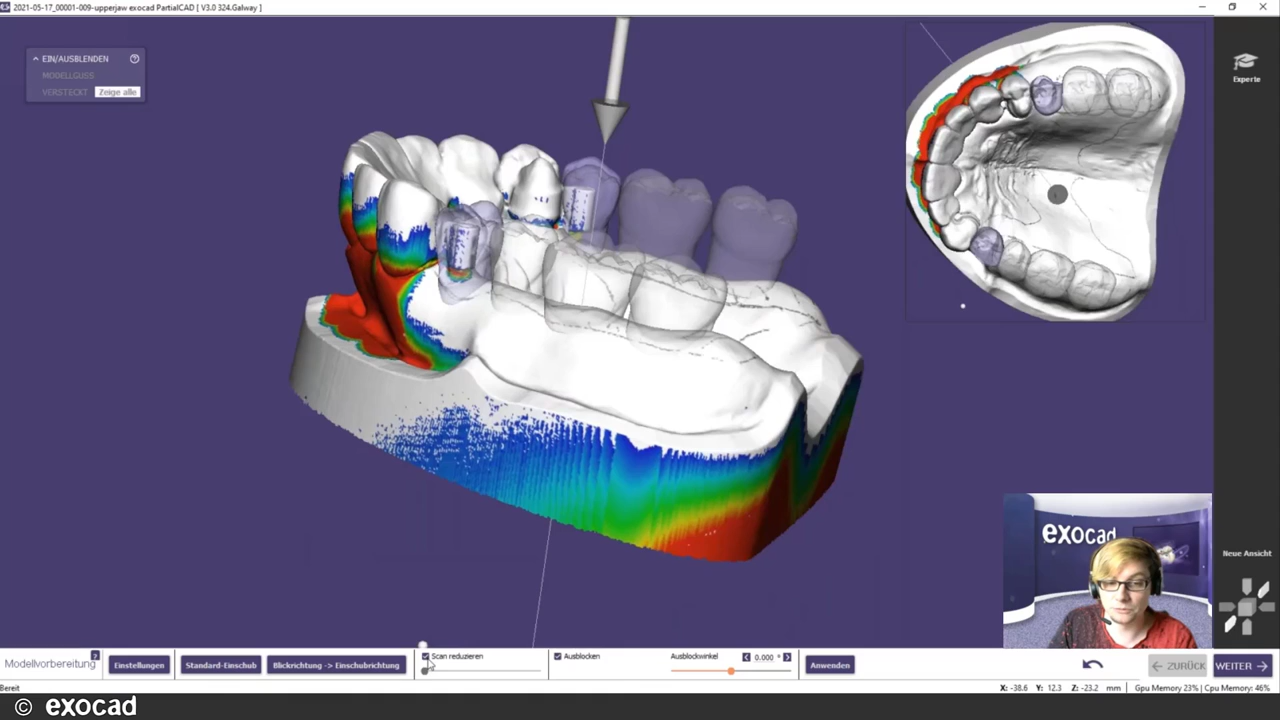 2021-05-17_00001-009-upperjaw exocad PartialCAD [ V3.0 324.Galway ]
EIN/AUSBLENDEN
MODELLGUSS
VERSTECKT Zeige alle
Experte
exocad
Neue Ansicht
Modellvorbereitung
Einstellungen
Standard-Einschub
Blickrichtung -> Einschubrichtung
Scan reduzieren
Ausblocken
Ausblockwinkel
0.000 °
Anwenden
ZURÜCK
WEITER
Bereit
X: -38.6 Y: 12.3 Z: -23.2 mm
Gpu Memory 23% | Cpu Memory: 46%
© exocad